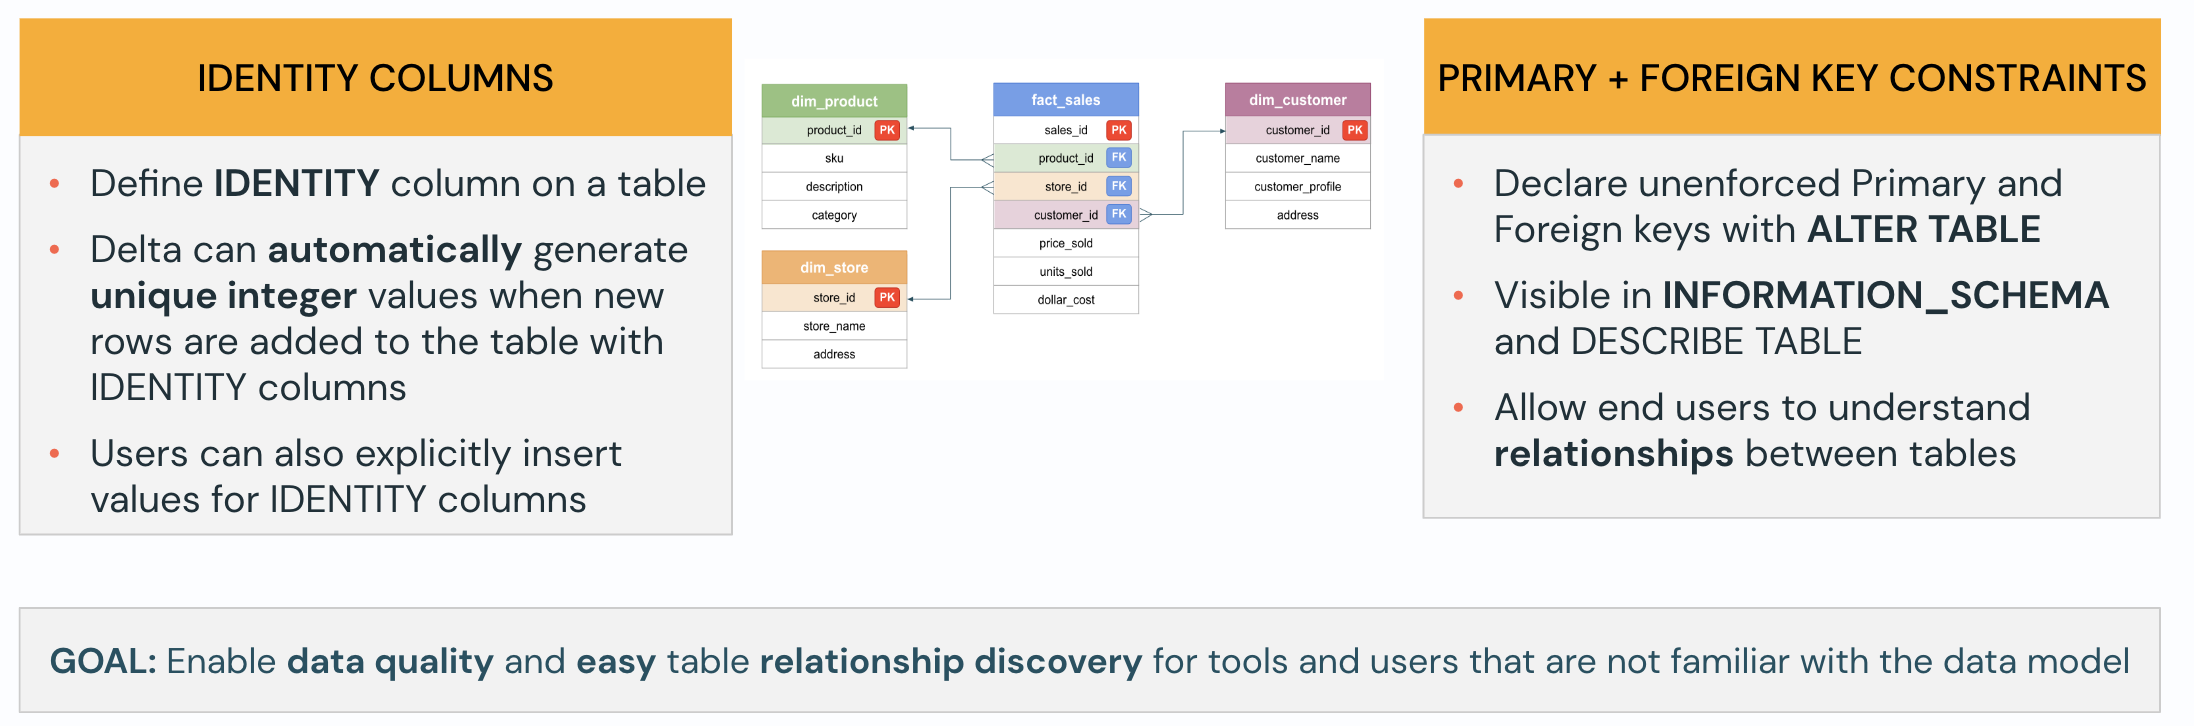 IDENTITY COLUMNS
• Define IDENTITY column on a table
• Delta can automatically generate
unique integer values when new
rows are added to the table with
IDENTITY columns
• Users can also explicitly insert
values for IDENTITY columns
dim_product
product_id PK
sku
description
category
dim_store
store_id PK
store_name
address
fact_sales
sales_id PK
product_id FK
store_id FK
customer_id FK
price_sold
units_sold
dollar_cost
dim_customer
customer_id PK
customer_name
customer_profile
address
PRIMARY + FOREIGN KEY CONSTRAINTS
• Declare unenforced Primary and
Foreign keys with ALTER TABLE
• Visible in INFORMATION_SCHEMA
and DESCRIBE TABLE
• Allow end users to understand
relationships between tables
GOAL: Enable data quality and easy table relationship discovery for tools and users that are not familiar with the data model